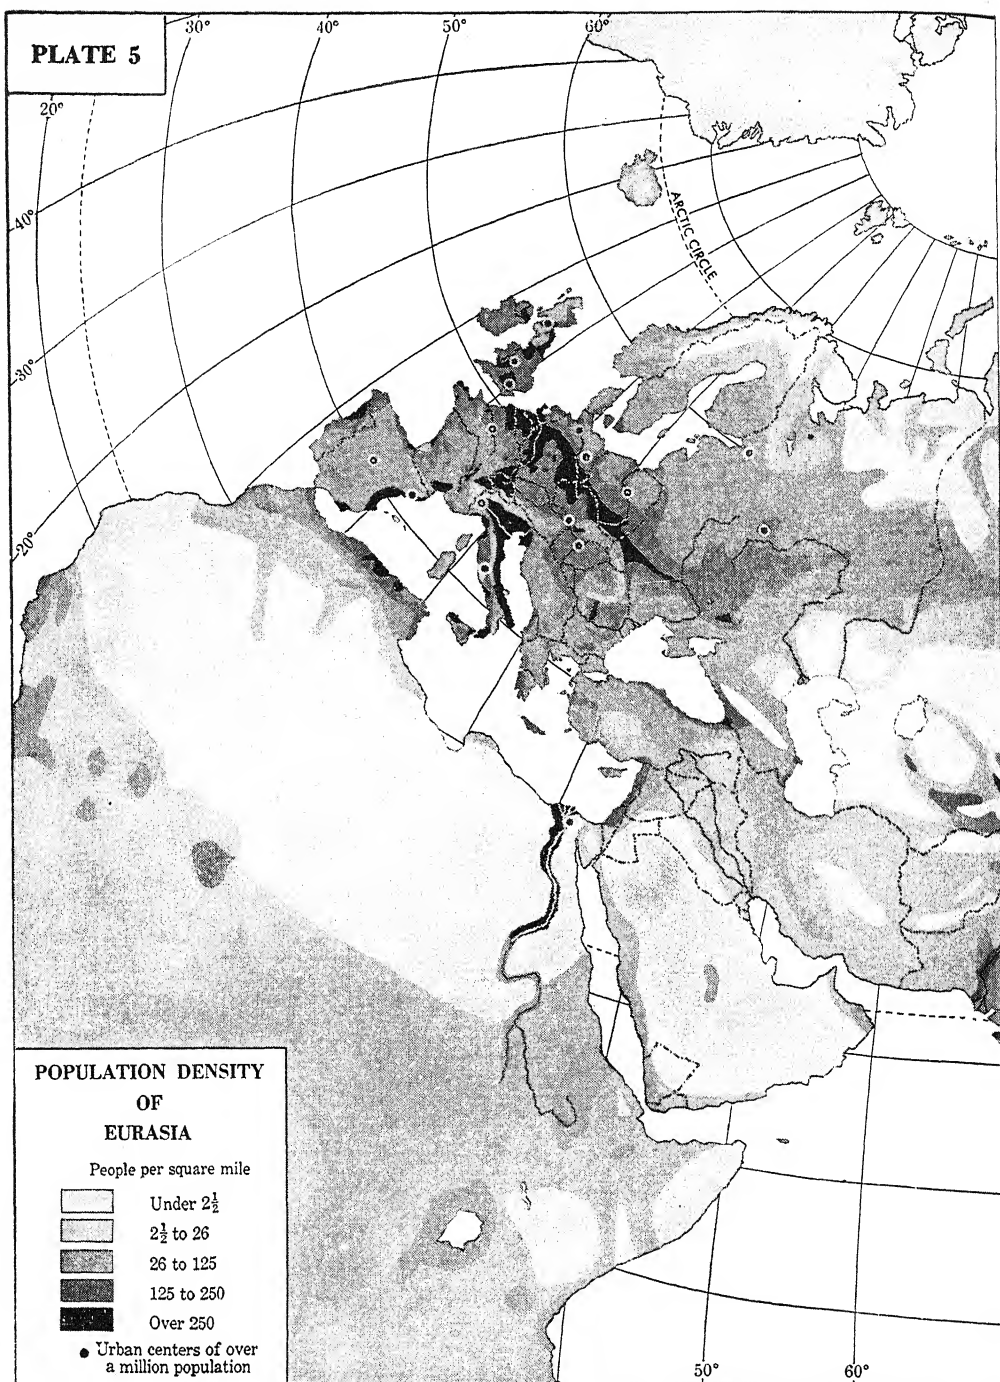 PLATE 5
30°
40°
50°
60°
20°
ARCTIC CIRCLE
40°
30°
20°
POPULATION DENSITY
OF
EURASIA
People per square mile
Under 2½
2½ to 26
26 to 125
125 to 250
Over 250
Urban centers of over
a million population
50°
60°